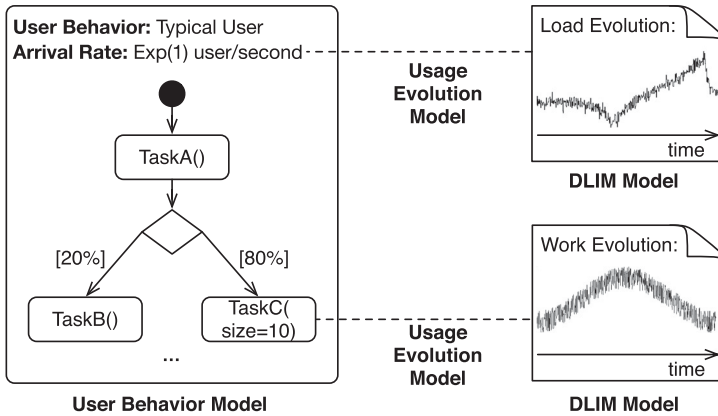 User Behavior: Typical User
Arrival Rate: Exp(1) user/second
TaskA()
[20%]
[80%]
TaskB()
TaskC(
size=10)
...
User Behavior Model
Usage
Evolution
Model
Usage
Evolution
Model
Load Evolution:
time
DLIM Model
Work Evolution:
time
DLIM Model